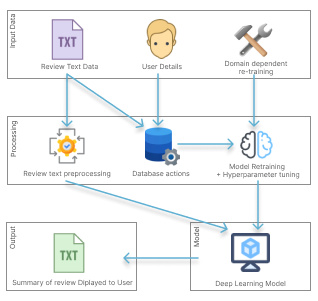 Input Data
TXT
Review Text Data
User Details
Domain dependent
re-training
Processing
Review text preprocessing
Database actions
Model Retraining
+ Hyperparameter tuning
Output
TXT
Summary of review Diplayed to User
Model
Deep Learning Model